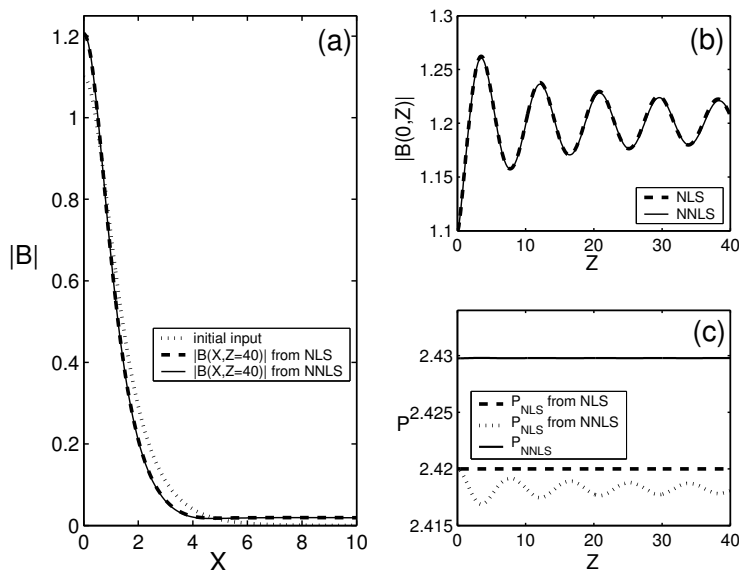 (a)
1.2
1
0.8
0.6
0.4
0.2
0
|B|
initial input
|B(X,Z=40)| from NLS
|B(X,Z=40)| from NNLS
0 2 4 6 8 10
X
(b)
1.3
1.25
1.2
1.15
1.1
|B(0,Z)|
NLS
NNLS
0 10 20 30 40
Z
(c)
2.43
2.425
2.42
2.415
P
P_NLS from NLS
P_NLS from NNLS
P_NNLS
0 10 20 30 40
Z